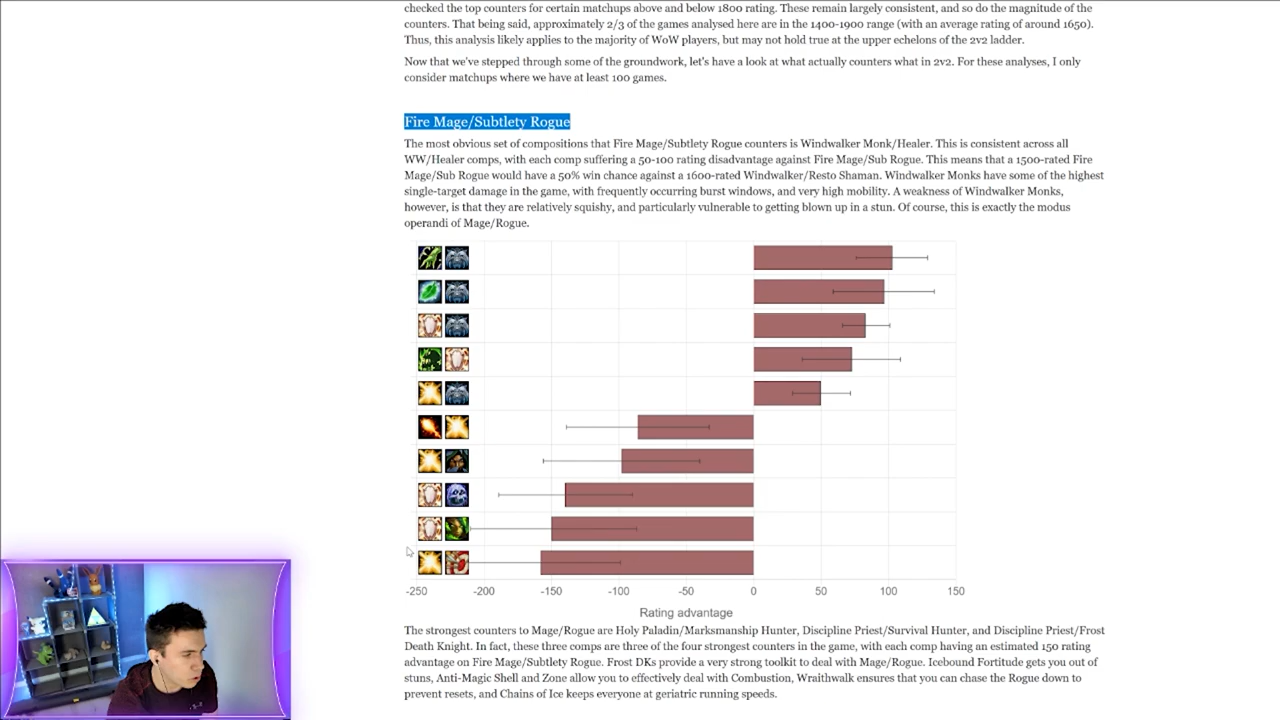 checked the top counters for certain matchups above and below 1800 rating. These remain largely consistent, and so do the magnitude of the
counters. That being said, approximately 2/3 of the games analysed here are in the 1400-1900 range (with an average rating of around 1650).
Thus, this analysis likely applies to the majority of WoW players, but may not hold true at the upper echelons of the 2v2 ladder.
Now that we've stepped through some of the groundwork, let's have a look at what actually counters what in 2v2. For these analyses, I only
consider matchups where we have at least 100 games.
Fire Mage/Subtlety Rogue
The most obvious set of compositions that Fire Mage/Subtlety Rogue counters is Windwalker Monk/Healer. This is consistent across all
WW/Healer comps, with each comp suffering a 50-100 rating disadvantage against Fire Mage/Sub Rogue. This means that a 1500-rated Fire
Mage/Sub Rogue would have a 50% win chance against a 1600-rated Windwalker/Resto Shaman. Windwalker Monks have some of the highest
single-target damage in the game, with frequently occurring burst windows, and very high mobility. A weakness of Windwalker Monks,
however, is that they are relatively squishy, and particularly vulnerable to getting blown up in a stun. Of course, this is exactly the modus
operandi of Mage/Rogue.
-250 -200 -150 -100 -50 0 50 100 150
Rating advantage
The strongest counters to Mage/Rogue are Holy Paladin/Marksmanship Hunter, Discipline Priest/Survival Hunter, and Discipline Priest/Frost
Death Knight. In fact, these three comps are three of the four strongest counters in the game, with each comp having an estimated 150 rating
advantage on Fire Mage/Subtlety Rogue. Frost DKs provide a very strong toolkit to deal with Mage/Rogue. Icebound Fortitude gets you out of
stuns, Anti-Magic Shell and Zone allow you to effectively deal with Combustion, Wraithwalk ensures that you can chase the Rogue down to
prevent resets, and Chains of Ice keeps everyone at geriatric running speeds.